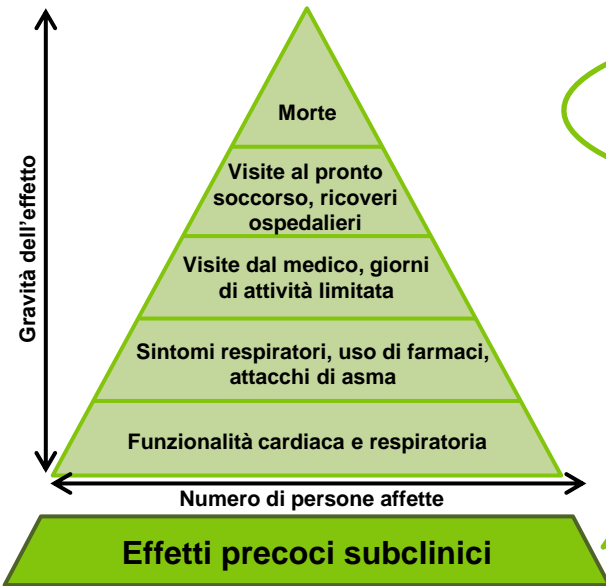 Morte
Visite al pronto
soccorso, ricoveri
ospedalieri
Visite dal medico, giorni
di attività limitata
Sintomi respiratori, uso di farmaci,
attacchi di asma
Funzionalità cardiaca e respiratoria
Gravità dell'effetto
Numero di persone affette
Effetti precoci subclinici